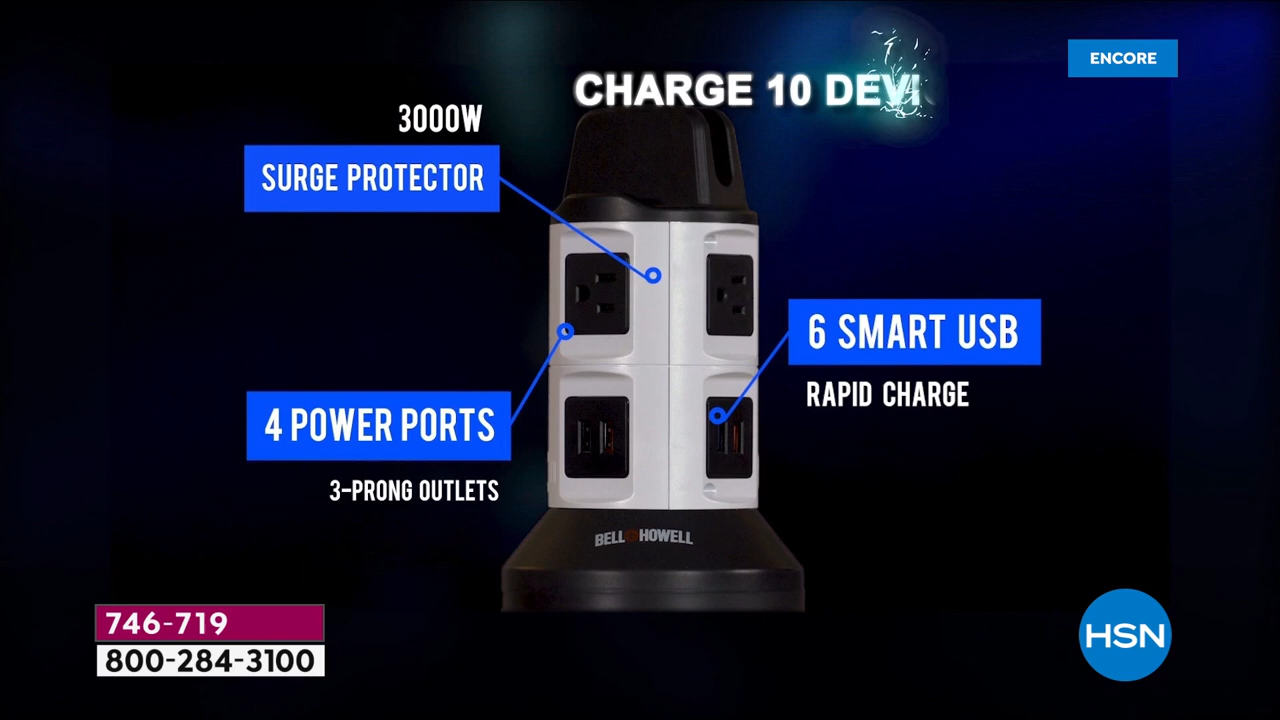 ENCORE
CHARGE 10 DEVI
3000W
SURGE PROTECTOR
6 SMART USB
RAPID CHARGE
4 POWER PORTS
3-PRONG OUTLETS
BELL HOWELL
746-719
800-284-3100
HSN